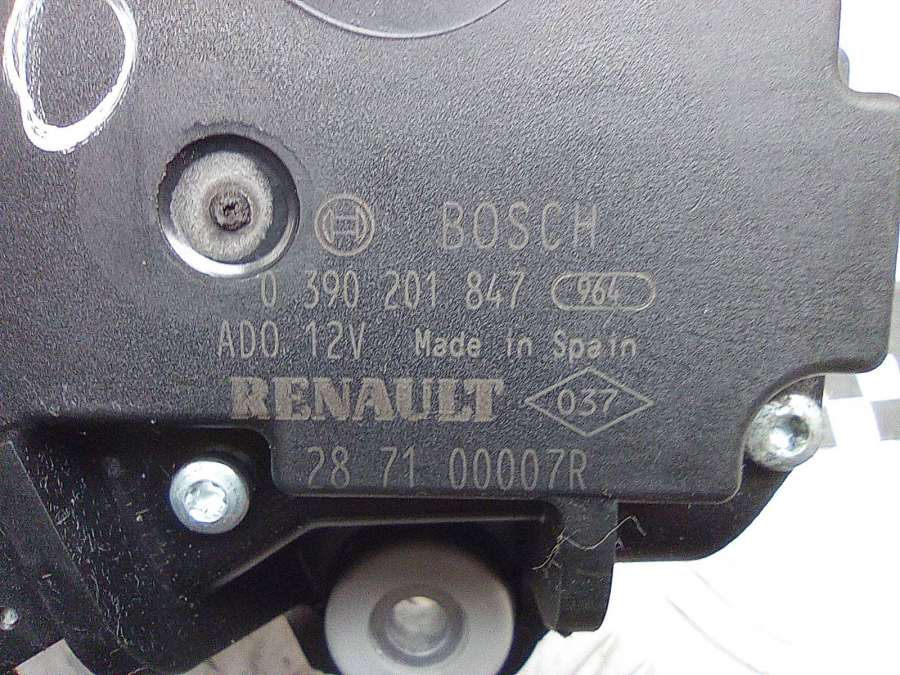 BOSCH
0 390 201 847 964
ADO 12V Made in Spain
RENAULT 037
28 71 00007R